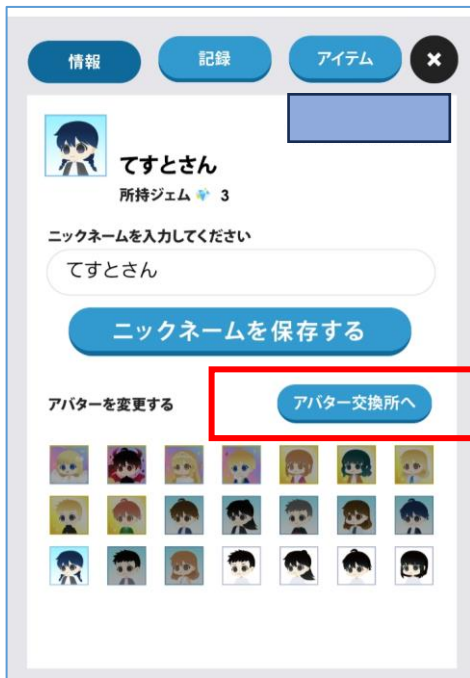 情報
記録
アイテム
×
てすとさん
所持ジェム 3
ニックネームを入力してください
てすとさん
ニックネームを保存する
アバターを変更する
アバター交換所へ